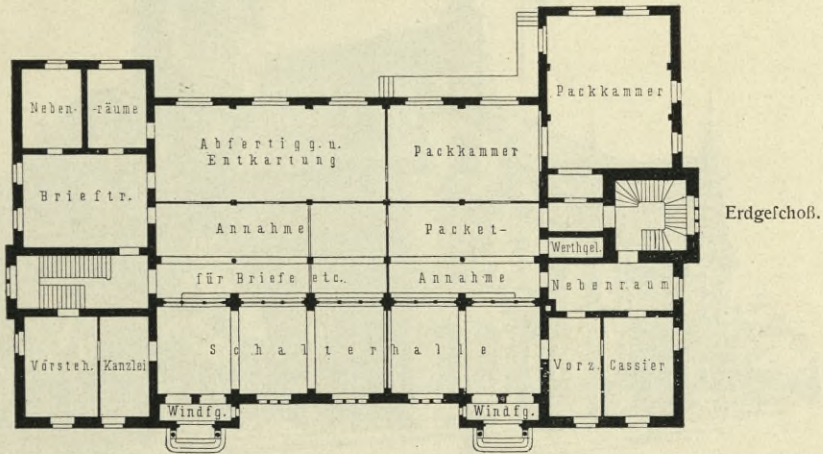 Packkammer
Neben- -räume
Abfertigg. u.
Entkartung
Packkammer
Brieftr.
Erdgeſchoß.
Annahme
Packet-
Werthgel.
für Briefe etc.
Annahme
Nebenraum
Schalterhalle
Vorsteh.
Kanzlei
Vorz.
Cassier
Windfg.
Windfg.